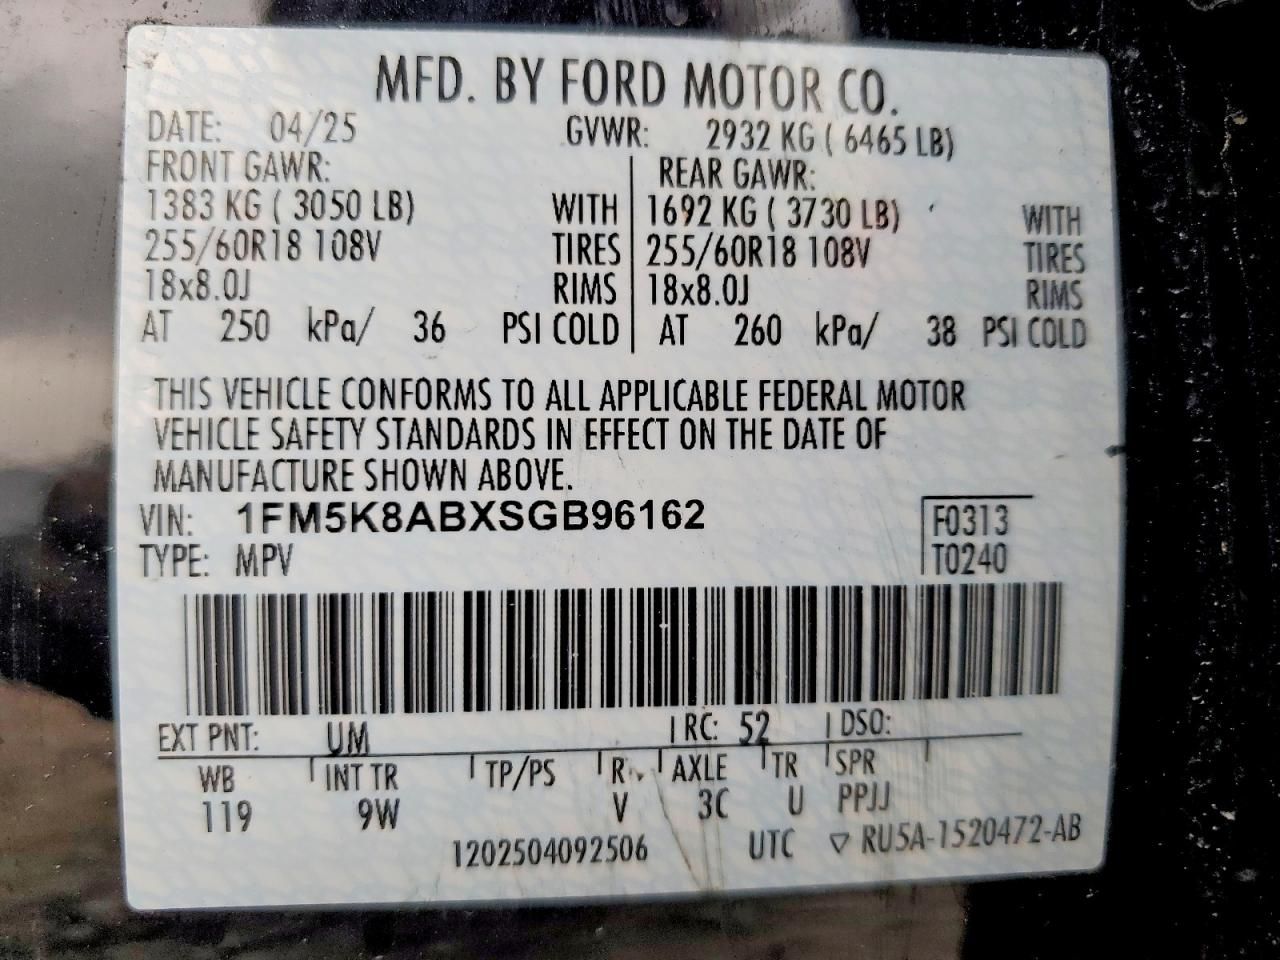 MFD. BY FORD MOTOR CO.
DATE: 04/25 GVWR: 2932 KG ( 6465 LB)
FRONT GAWR: REAR GAWR:
1383 KG ( 3050 LB) WITH 1692 KG ( 3730 LB) WITH
255/60R18 108V TIRES 255/60R18 108V TIRES
18x8.0J RIMS 18x8.0J RIMS
AT 250 kPa/ 36 PSI COLD AT 260 kPa/ 38 PSI COLD
THIS VEHICLE CONFORMS TO ALL APPLICABLE FEDERAL MOTOR
VEHICLE SAFETY STANDARDS IN EFFECT ON THE DATE OF
MANUFACTURE SHOWN ABOVE.
VIN: 1FM5K8ABXSGB96162 F0313
TYPE: MPV T0240
EXT PNT: UM RC: 52 DSO:
WB INT TR TP/PS R AXLE TR SPR
119 9W V 3C U PPJJ
1202504092506 UTC ▽ RU5A-1520472-AB